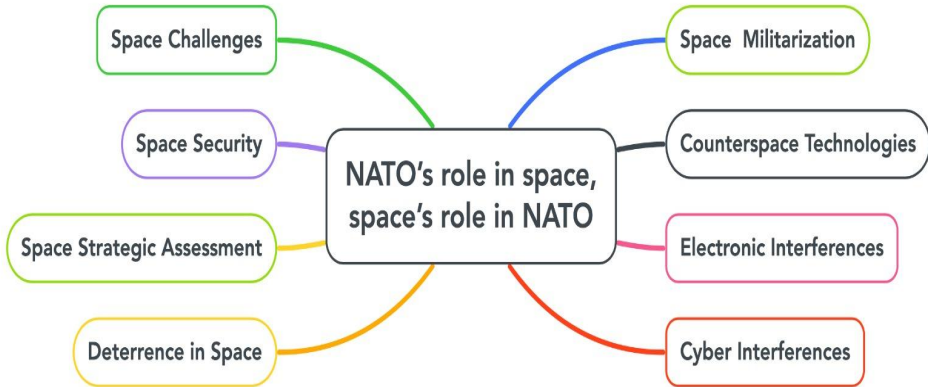 Space Challenges
Space Security
Space Strategic Assessment
Deterrence in Space
NATO's role in space,
space's role in NATO
Space Militarization
Counterspace Technologies
Electronic Interferences
Cyber Interferences